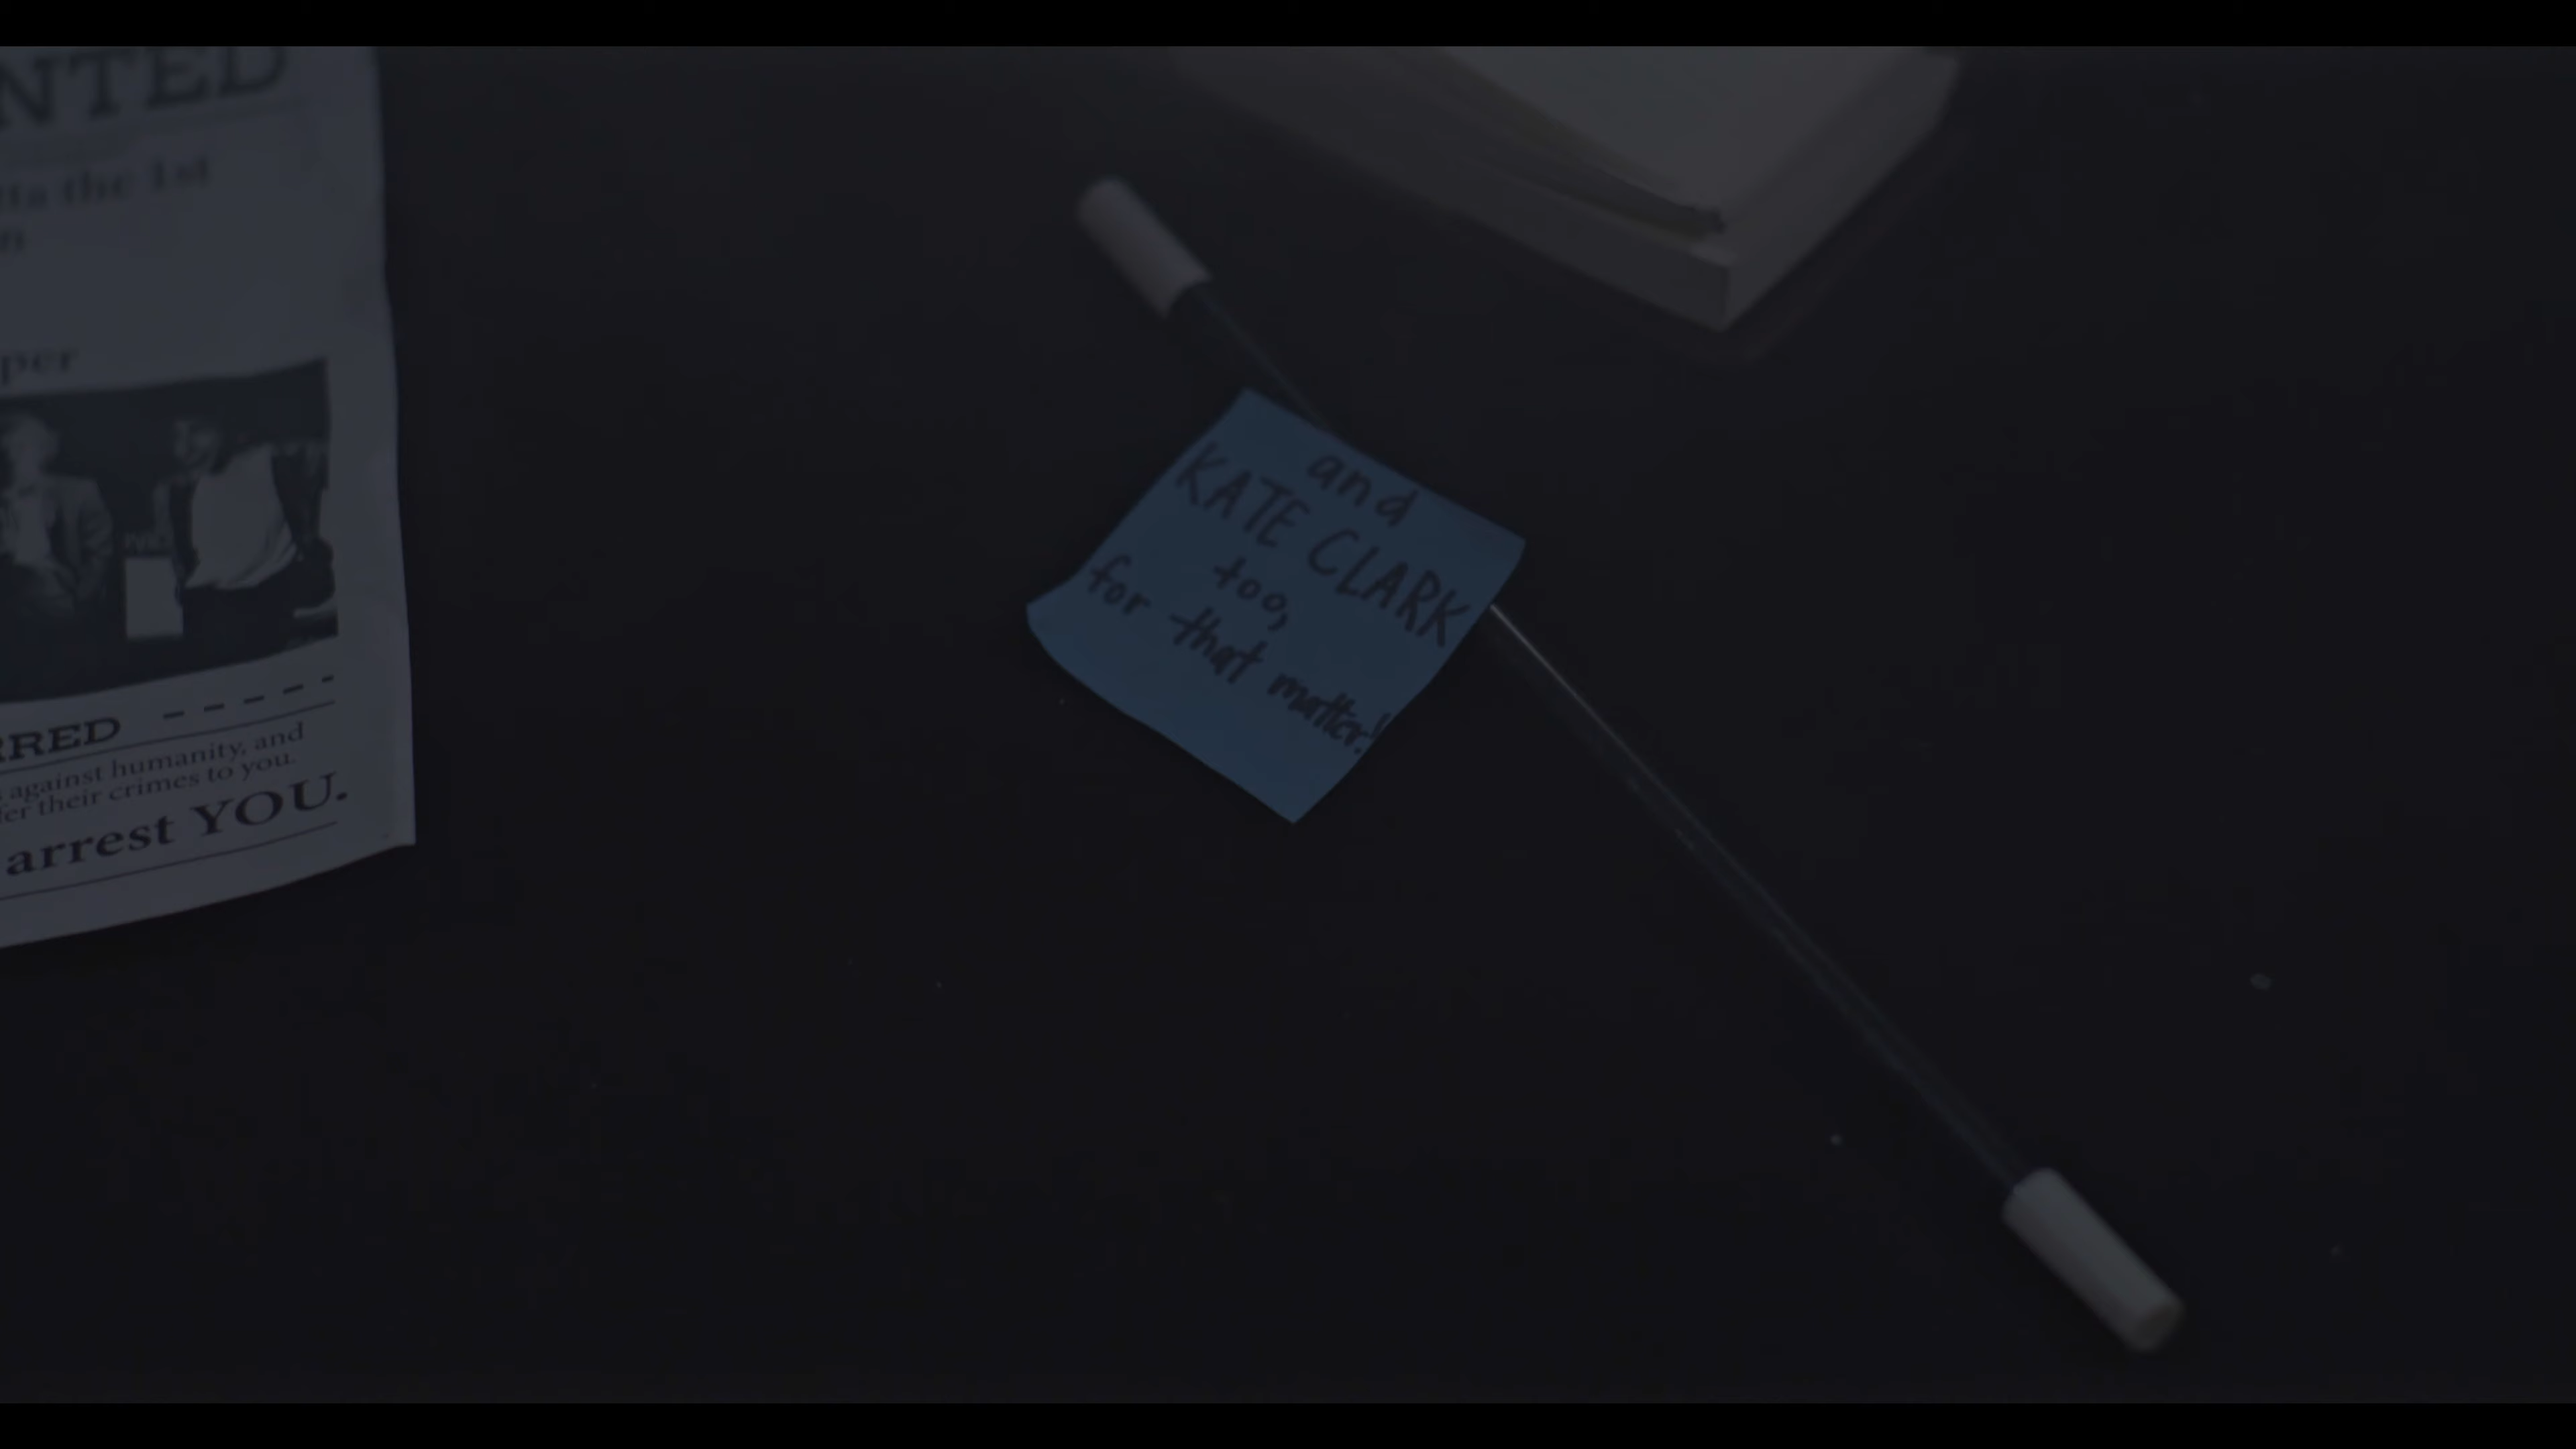 NTED
the 1st
per
RRED
against humanity, and
their crimes to you.
arrest YOU.
and
KATE CLARK
too,
for that matter!